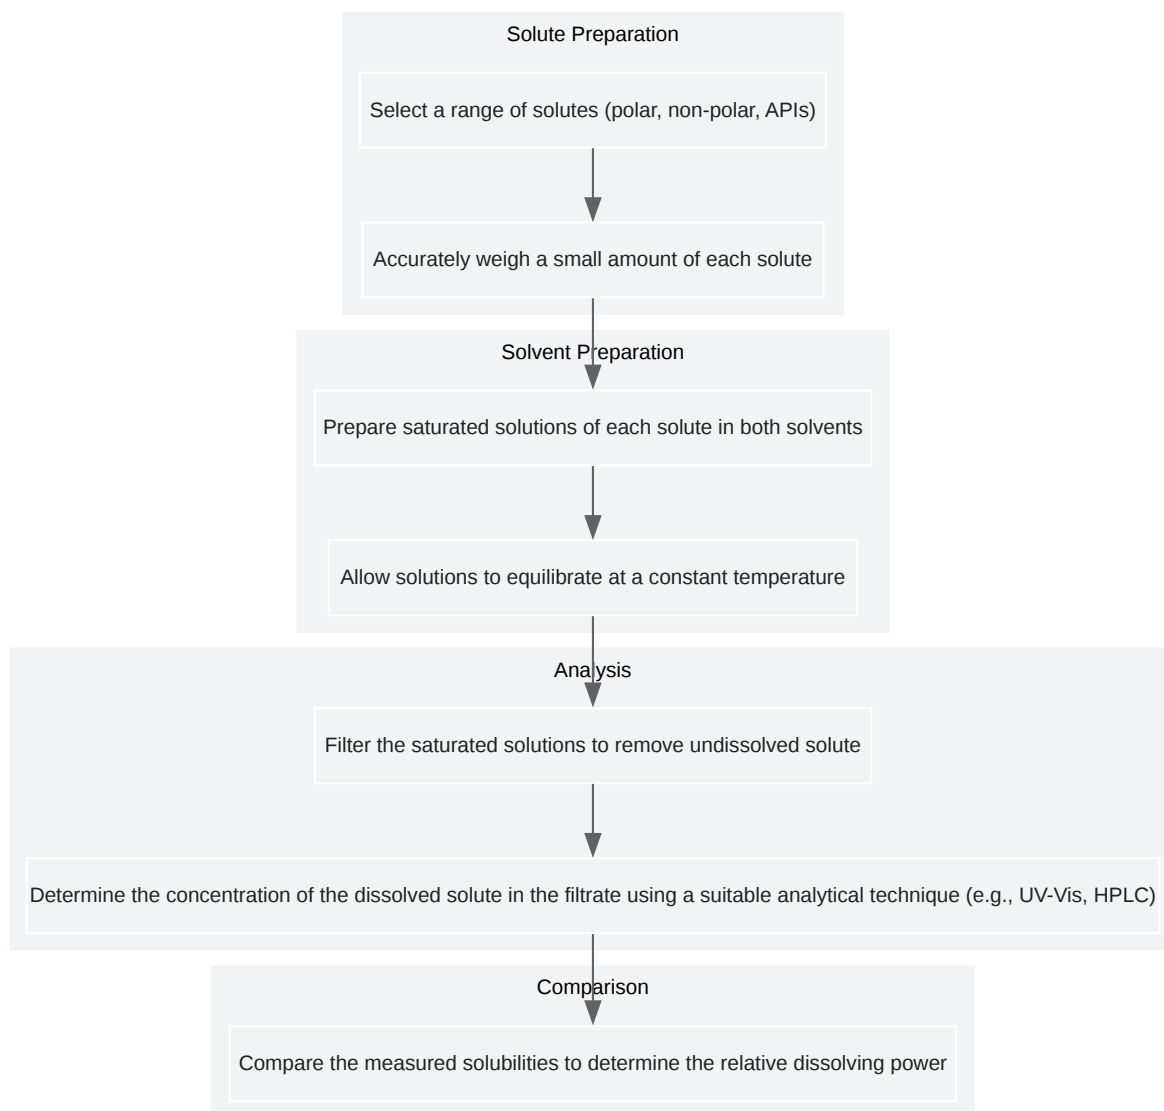 Solute Preparation
Select a range of solutes (polar, non-polar, APIs)
Accurately weigh a small amount of each solute
Solvent Preparation
Prepare saturated solutions of each solute in both solvents
Allow solutions to equilibrate at a constant temperature
Analysis
Filter the saturated solutions to remove undissolved solute
Determine the concentration of the dissolved solute in the filtrate using a suitable analytical technique (e.g., UV-Vis, HPLC)
Comparison
Compare the measured solubilities to determine the relative dissolving power